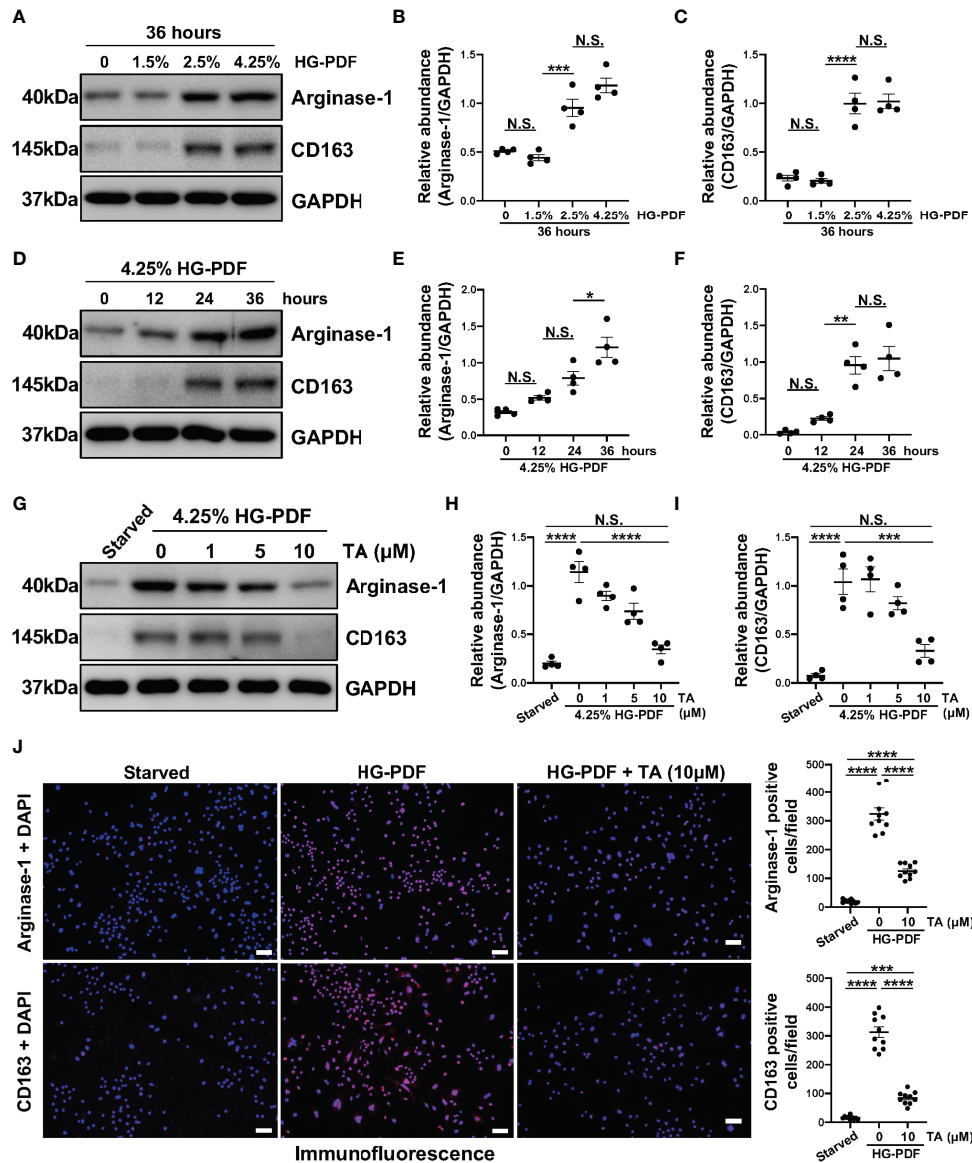 A
36 hours
0 1.5% 2.5% 4.25% HG-PDF
40kDa Arginase-1
145kDa CD163
37kDa GAPDH
B
Relative abundance
(Arginase-1/GAPDH)
2.0
1.5
1.0
0.5
0
N.S.
***
N.S.
0 1.5% 2.5% 4.25% HG-PDF
36 hours
C
Relative abundance
(CD163/GAPDH)
1.5
1.0
0.5
0
N.S.
****
N.S.
0 1.5% 2.5% 4.25% HG-PDF
36 hours
D
4.25% HG-PDF
0 12 24 36 hours
40kDa Arginase-1
145kDa CD163
37kDa GAPDH
E
Relative abundance
(Arginase-1/GAPDH)
2.0
1.5
1.0
0.5
0
N.S.
N.S.
*
0 12 24 36 hours
4.25% HG-PDF
F
Relative abundance
(CD163/GAPDH)
2.0
1.5
1.0
0.5
0
N.S.
**
N.S.
0 12 24 36 hours
4.25% HG-PDF
G
Starved 4.25% HG-PDF
0 1 5 10 TA (μM)
40kDa Arginase-1
145kDa CD163
37kDa GAPDH
H
Relative abundance
(Arginase-1/GAPDH)
1.5
1.0
0.5
0
N.S.
**** ****
Starved 0 1 5 10 TA
4.25% HG-PDF (μM)
I
Relative abundance
(CD163/GAPDH)
1.5
1.0
0.5
0
N.S.
**** ***
Starved 0 1 5 10 TA
4.25% HG-PDF (μM)
J
Starved HG-PDF HG-PDF + TA (10μM)
Arginase-1 + DAPI
CD163 + DAPI
Immunofluorescence
Arginase-1 positive
cells/field
500
400
300
200
100
0
****
**** ****
Starved 0 10 TA (μM)
HG-PDF
CD163 positive
cells/field
500
400
300
200
100
0
***
**** ****
Starved 0 10 TA (μM)
HG-PDF